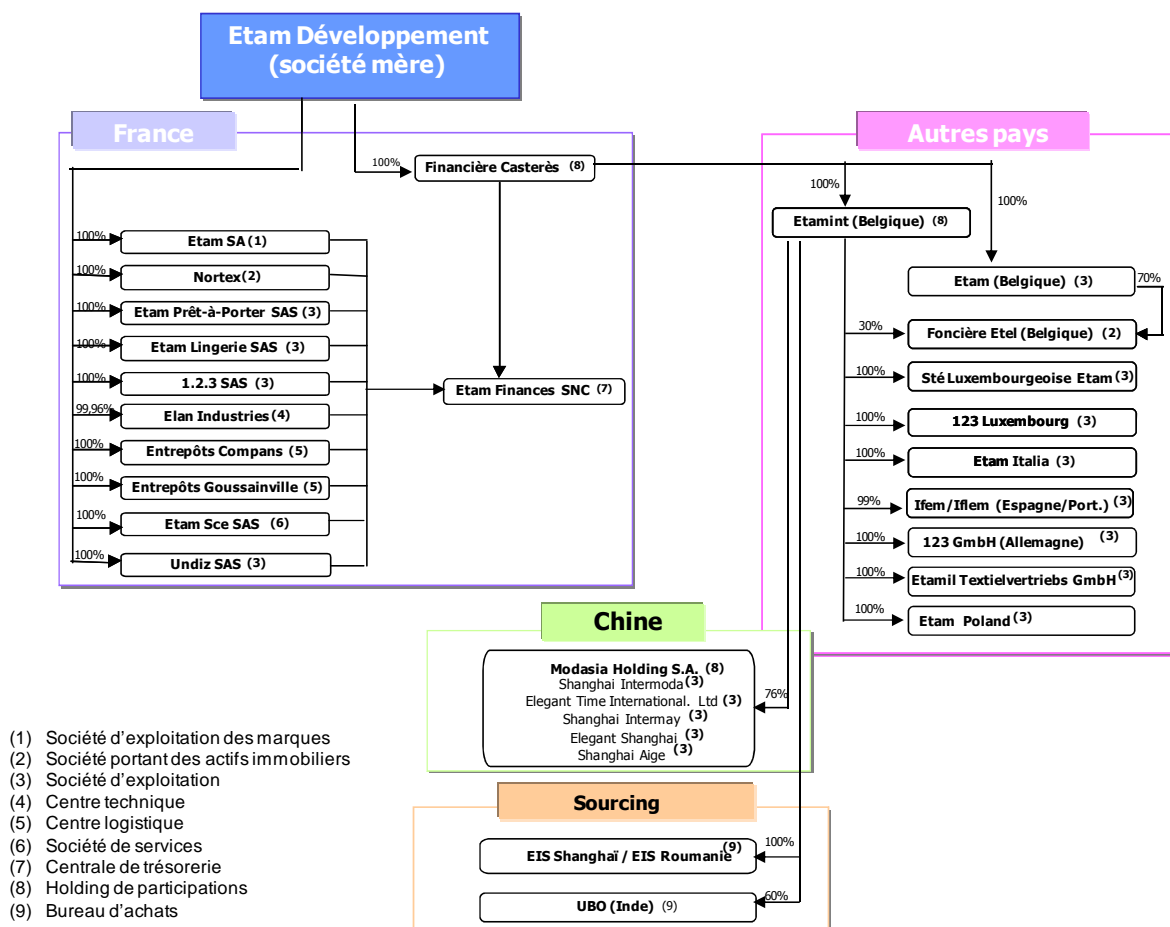 Etam Développement
(société mère)
France
Autres pays
100%
Financière Casterès (8)
100%
100%
Etamint (Belgique) (8)
100%
Etam SA (1)
100%
Nortex (2)
100%
Etam Prêt-à-Porter SAS (3)
100%
Etam Lingerie SAS (3)
100%
1.2.3 SAS (3)
99,96%
Elan Industries (4)
100%
Entrepôts Compans (5)
100%
Entrepôts Goussainville (5)
100%
Etam Sce SAS (6)
100%
Undiz SAS (3)
Etam Finances SNC (7)
Etam (Belgique) (3)
70%
30%
Foncière Etel (Belgique) (2)
100%
Sté Luxembourgeoise Etam (3)
100%
123 Luxembourg (3)
100%
Etam Italia (3)
99%
Ifem/Iflem (Espagne/Port.) (3)
100%
123 GmbH (Allemagne) (3)
100%
Etamil Textielvertriebs GmbH (3)
100%
Etam Poland (3)
Chine
Modasia Holding S.A. (8)
Shanghai Intermoda (3)
Elegant Time International. Ltd (3)
Shanghai Intermay (3)
Elegant Shanghai (3)
Shanghai Aige (3)
76%
Sourcing
EIS Shanghaï / EIS Roumanie (9)
100%
UBO (Inde) (9)
60%
(1) Société d'exploitation des marques
(2) Société portant des actifs immobiliers
(3) Société d'exploitation
(4) Centre technique
(5) Centre logistique
(6) Société de services
(7) Centrale de trésorerie
(8) Holding de participations
(9) Bureau d'achats